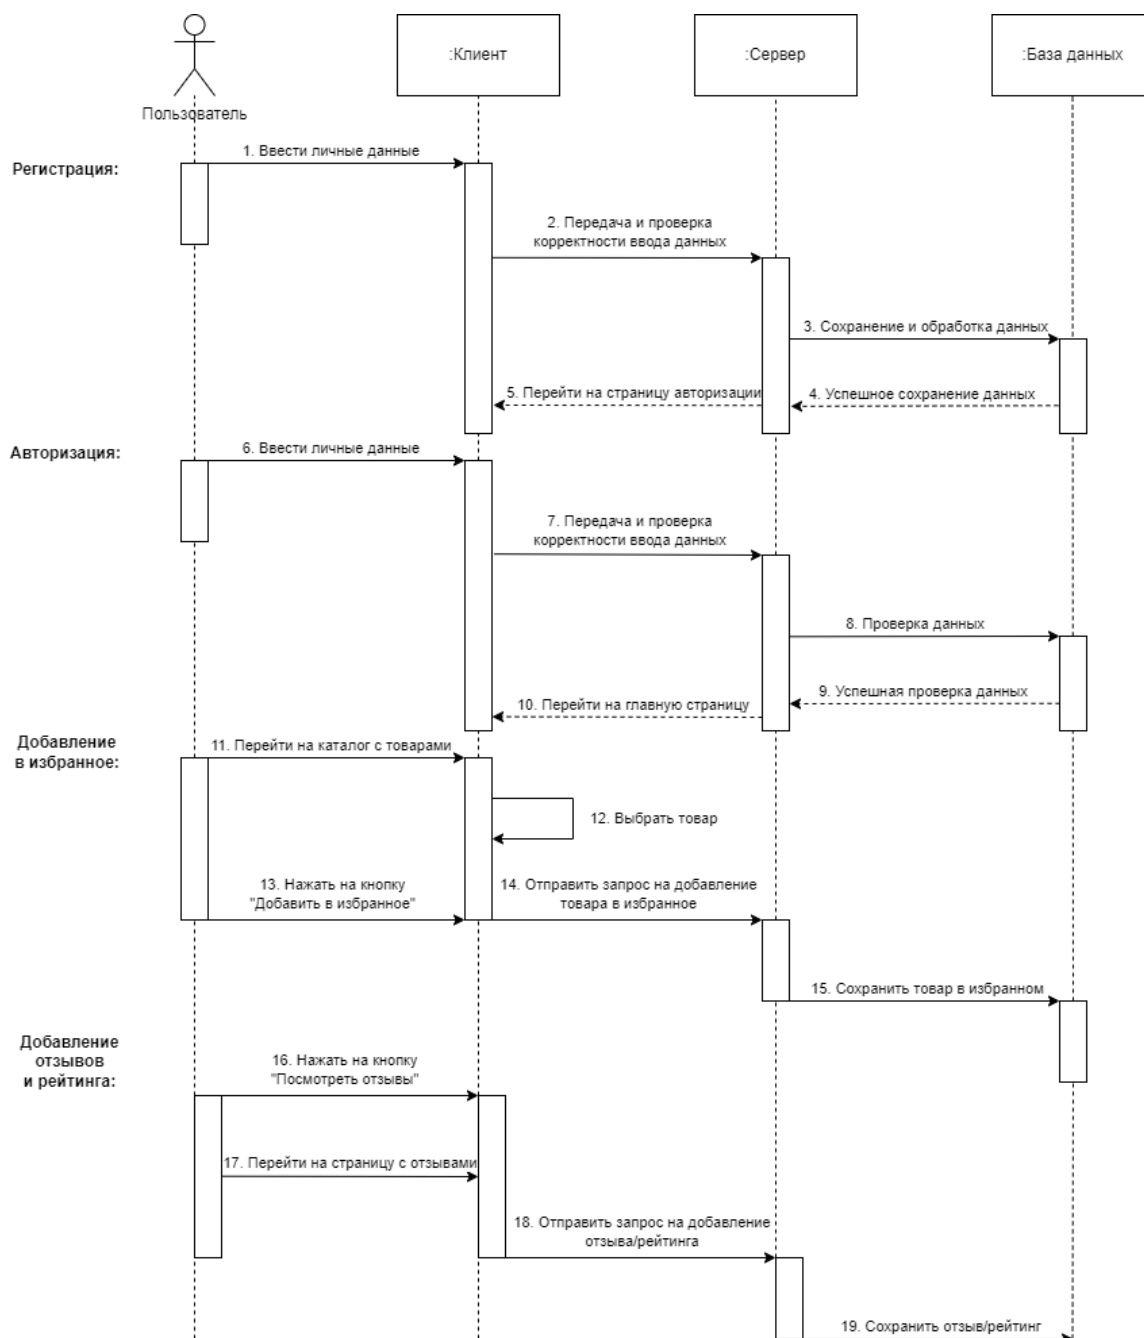 :Клиент
:Сервер
:База данных
Пользователь
Регистрация:
1. Ввести личные данные
2. Передача и проверка
корректности ввода данных
3. Сохранение и обработка данных
5. Перейти на страницу авторизации
4. Успешное сохранение данных
Авторизация:
6. Ввести личные данные
7. Передача и проверка
корректности ввода данных
8. Проверка данных
10. Перейти на главную страницу
9. Успешная проверка данных
Добавление
в избранное:
11. Перейти на каталог с товарами
12. Выбрать товар
13. Нажать на кнопку
"Добавить в избранное"
14. Отправить запрос на добавление
товара в избранное
15. Сохранить товар в избранном
Добавление
отзывов
и рейтинга:
16. Нажать на кнопку
"Посмотреть отзывы"
17. Перейти на страницу с отзывами
18. Отправить запрос на добавление
отзыва/рейтинга
19. Сохранить отзыв/рейтинг